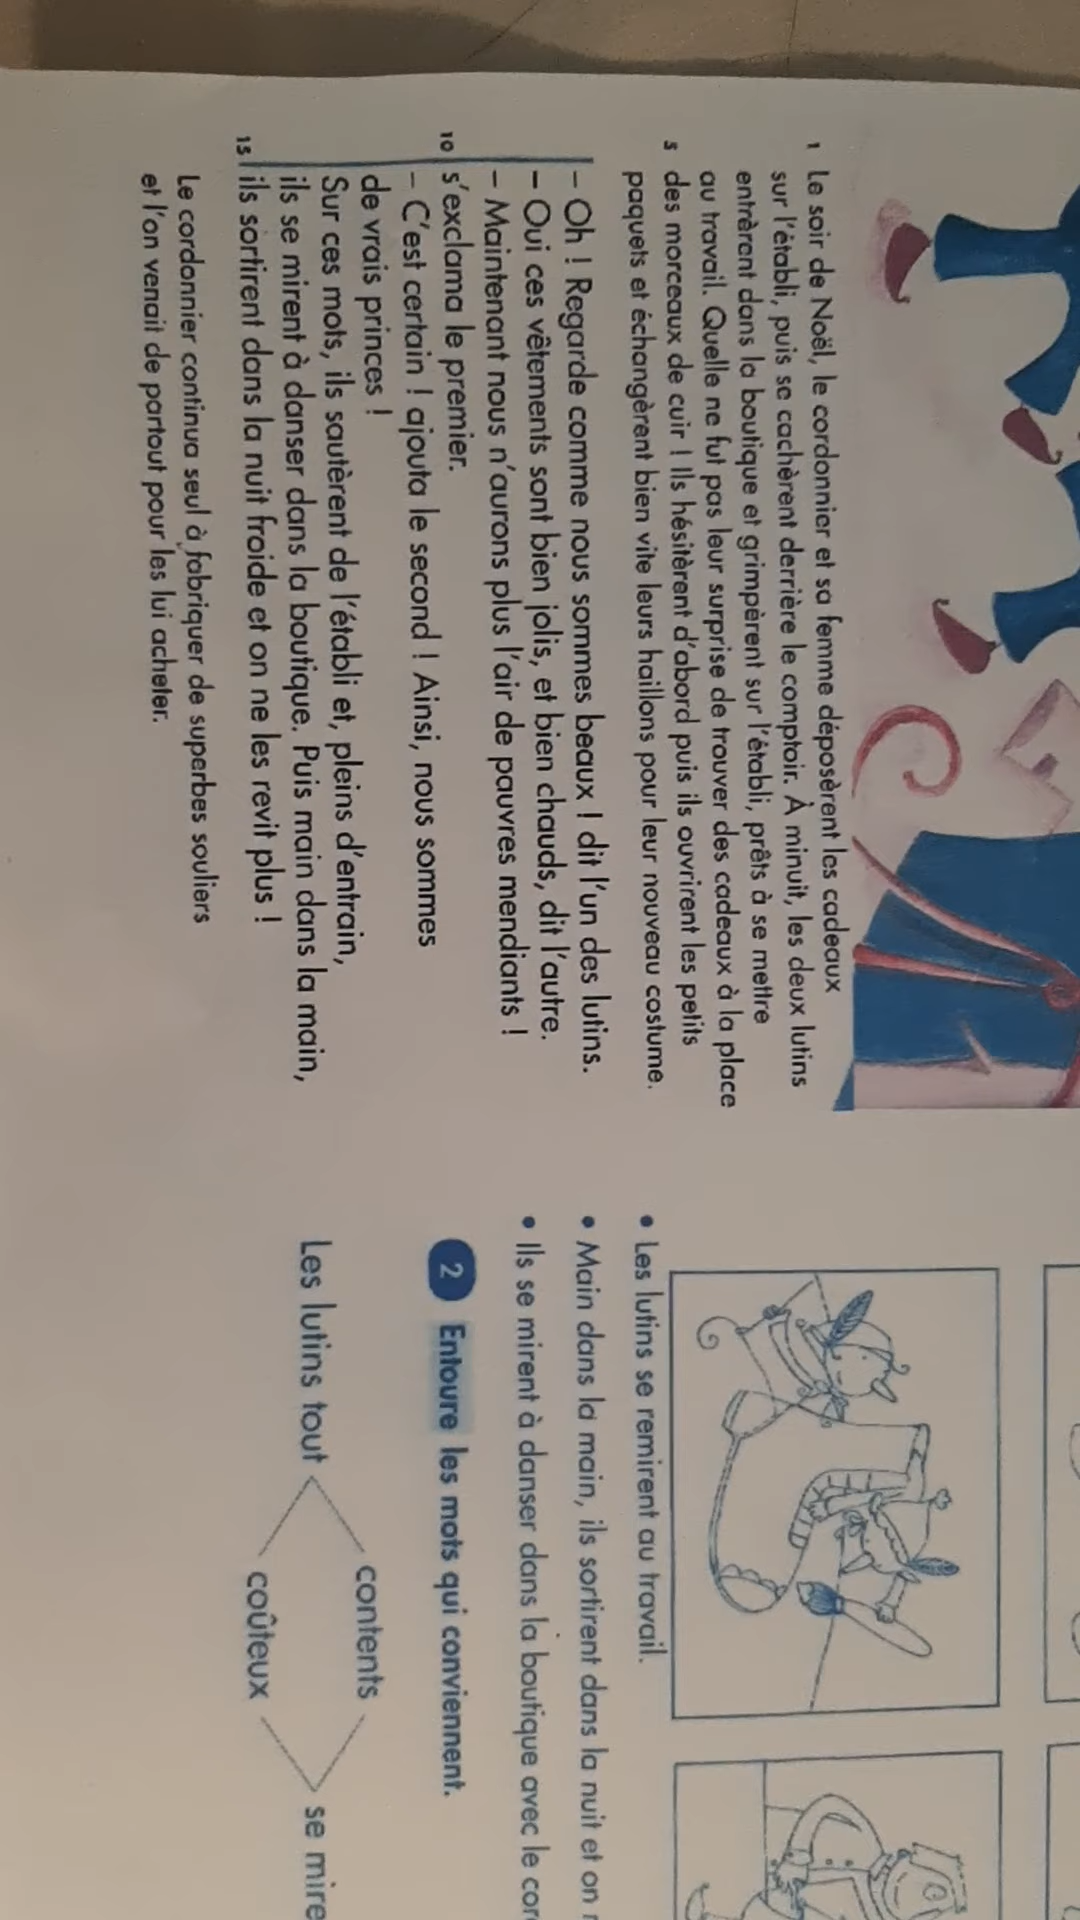 1 Le soir de Noël, le cordonnier et sa femme déposèrent les cadeaux
sur l'établi, puis se cachèrent derrière le comptoir. À minuit, les deux lutins
entrèrent dans la boutique et grimpèrent sur l'établi, prêts à se mettre
au travail. Quelle ne fut pas leur surprise de trouver des cadeaux à la place
5 des morceaux de cuir ! Ils hésitèrent d'abord puis ils ouvrirent les petits
paquets et échangèrent bien vite leurs haillons pour leur nouveau costume.
– Oh ! Regarde comme nous sommes beaux ! dit l'un des lutins.
– Oui ces vêtements sont bien jolis, et bien chauds, dit l'autre.
– Maintenant nous n'aurons plus l'air de pauvres mendiants !
10 s'exclama le premier.
– C'est certain ! ajouta le second ! Ainsi, nous sommes
de vrais princes !
Sur ces mots, ils sautèrent de l'établi et, pleins d'entrain,
ils se mirent à danser dans la boutique. Puis main dans la main,
15 ils sortirent dans la nuit froide et on ne les revit plus !
Le cordonnier continua seul à fabriquer de superbes souliers
et l'on venait de partout pour les lui acheter.
• Les lutins se remirent au travail.
• Main dans la main, ils sortirent dans la nuit et on
• Ils se mirent à danser dans la boutique avec le
2 Entoure les mots qui conviennent.
contents
Les lutins tout
se mire
coûteux